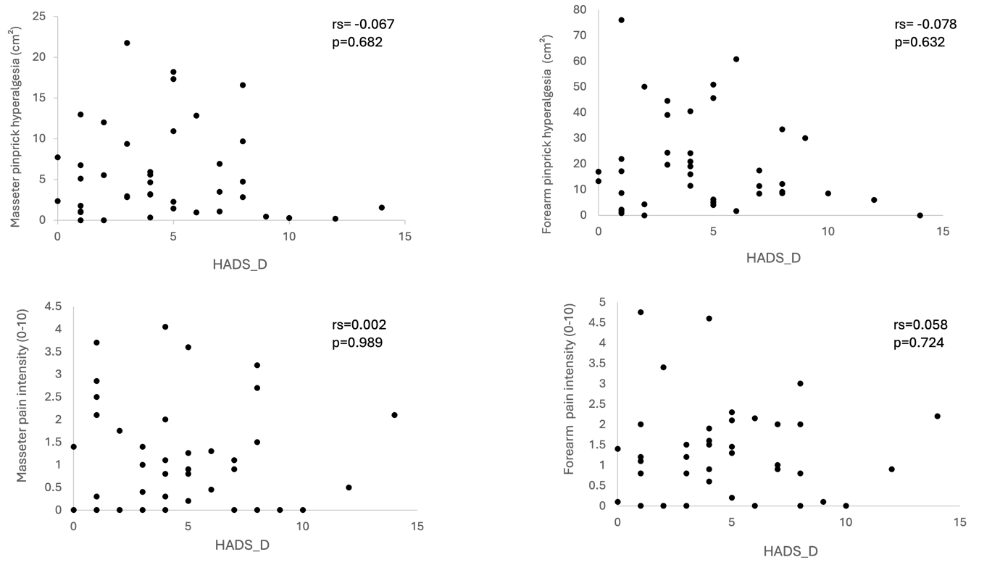 Masseter pinprick hyperalgesia (cm²)
25
20
15
10
5
0
rs= -0.067
p=0.682
0 5 10 15
HADS_D
Forearm pinprick hyperalgesia (cm²)
80
70
60
50
40
30
20
10
0
rs= -0.078
p=0.632
0 5 10 15
HADS_D
Masseter pain intensity (0-10)
4.5
4
3.5
3
2.5
2
1.5
1
0.5
0
rs=0.002
p=0.989
0 5 10 15
HADS_D
Forearm pain intensity (0-10)
5
4.5
4
3.5
3
2.5
2
1.5
1
0.5
0
rs=0.058
p=0.724
0 5 10 15
HADS_D